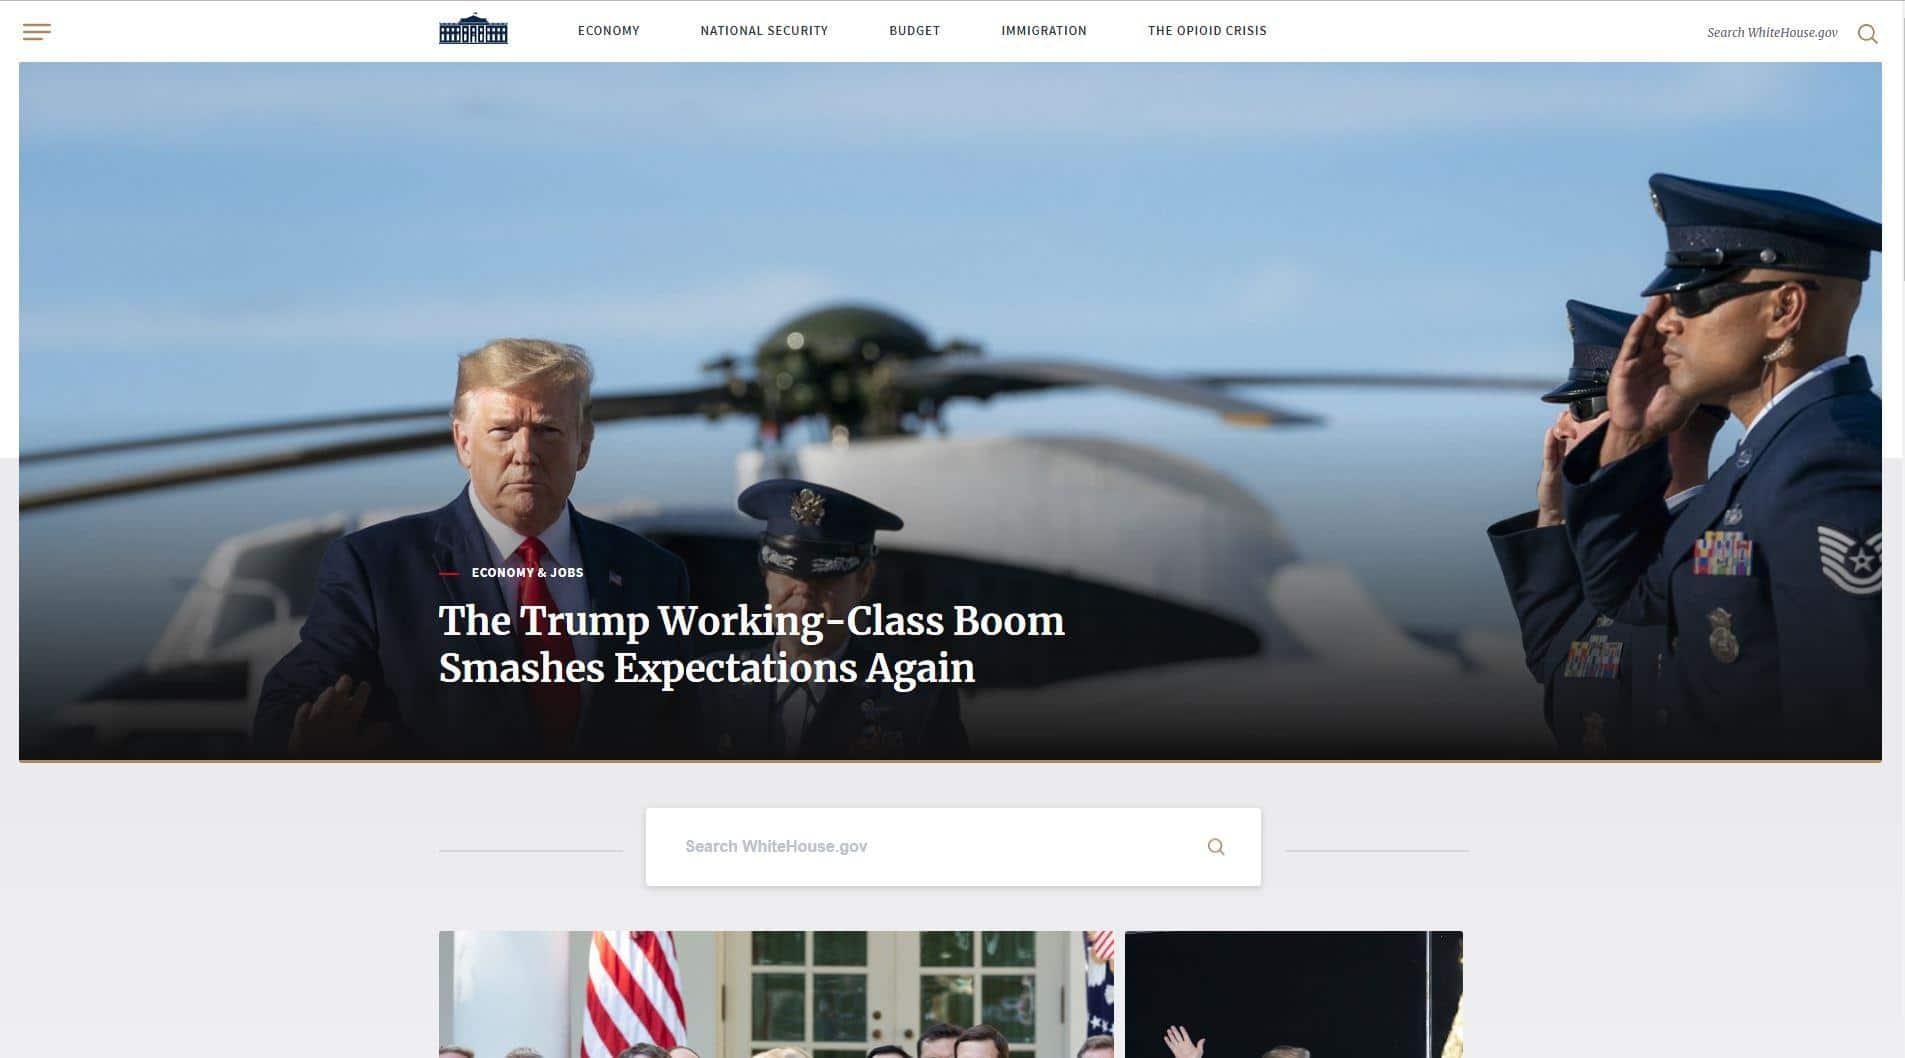 ECONOMY
NATIONAL SECURITY
BUDGET
IMMIGRATION
THE OPIOID CRISIS
Search WhiteHouse.gov
ECONOMY & JOBS
The Trump Working-Class Boom
Smashes Expectations Again
Search WhiteHouse.gov